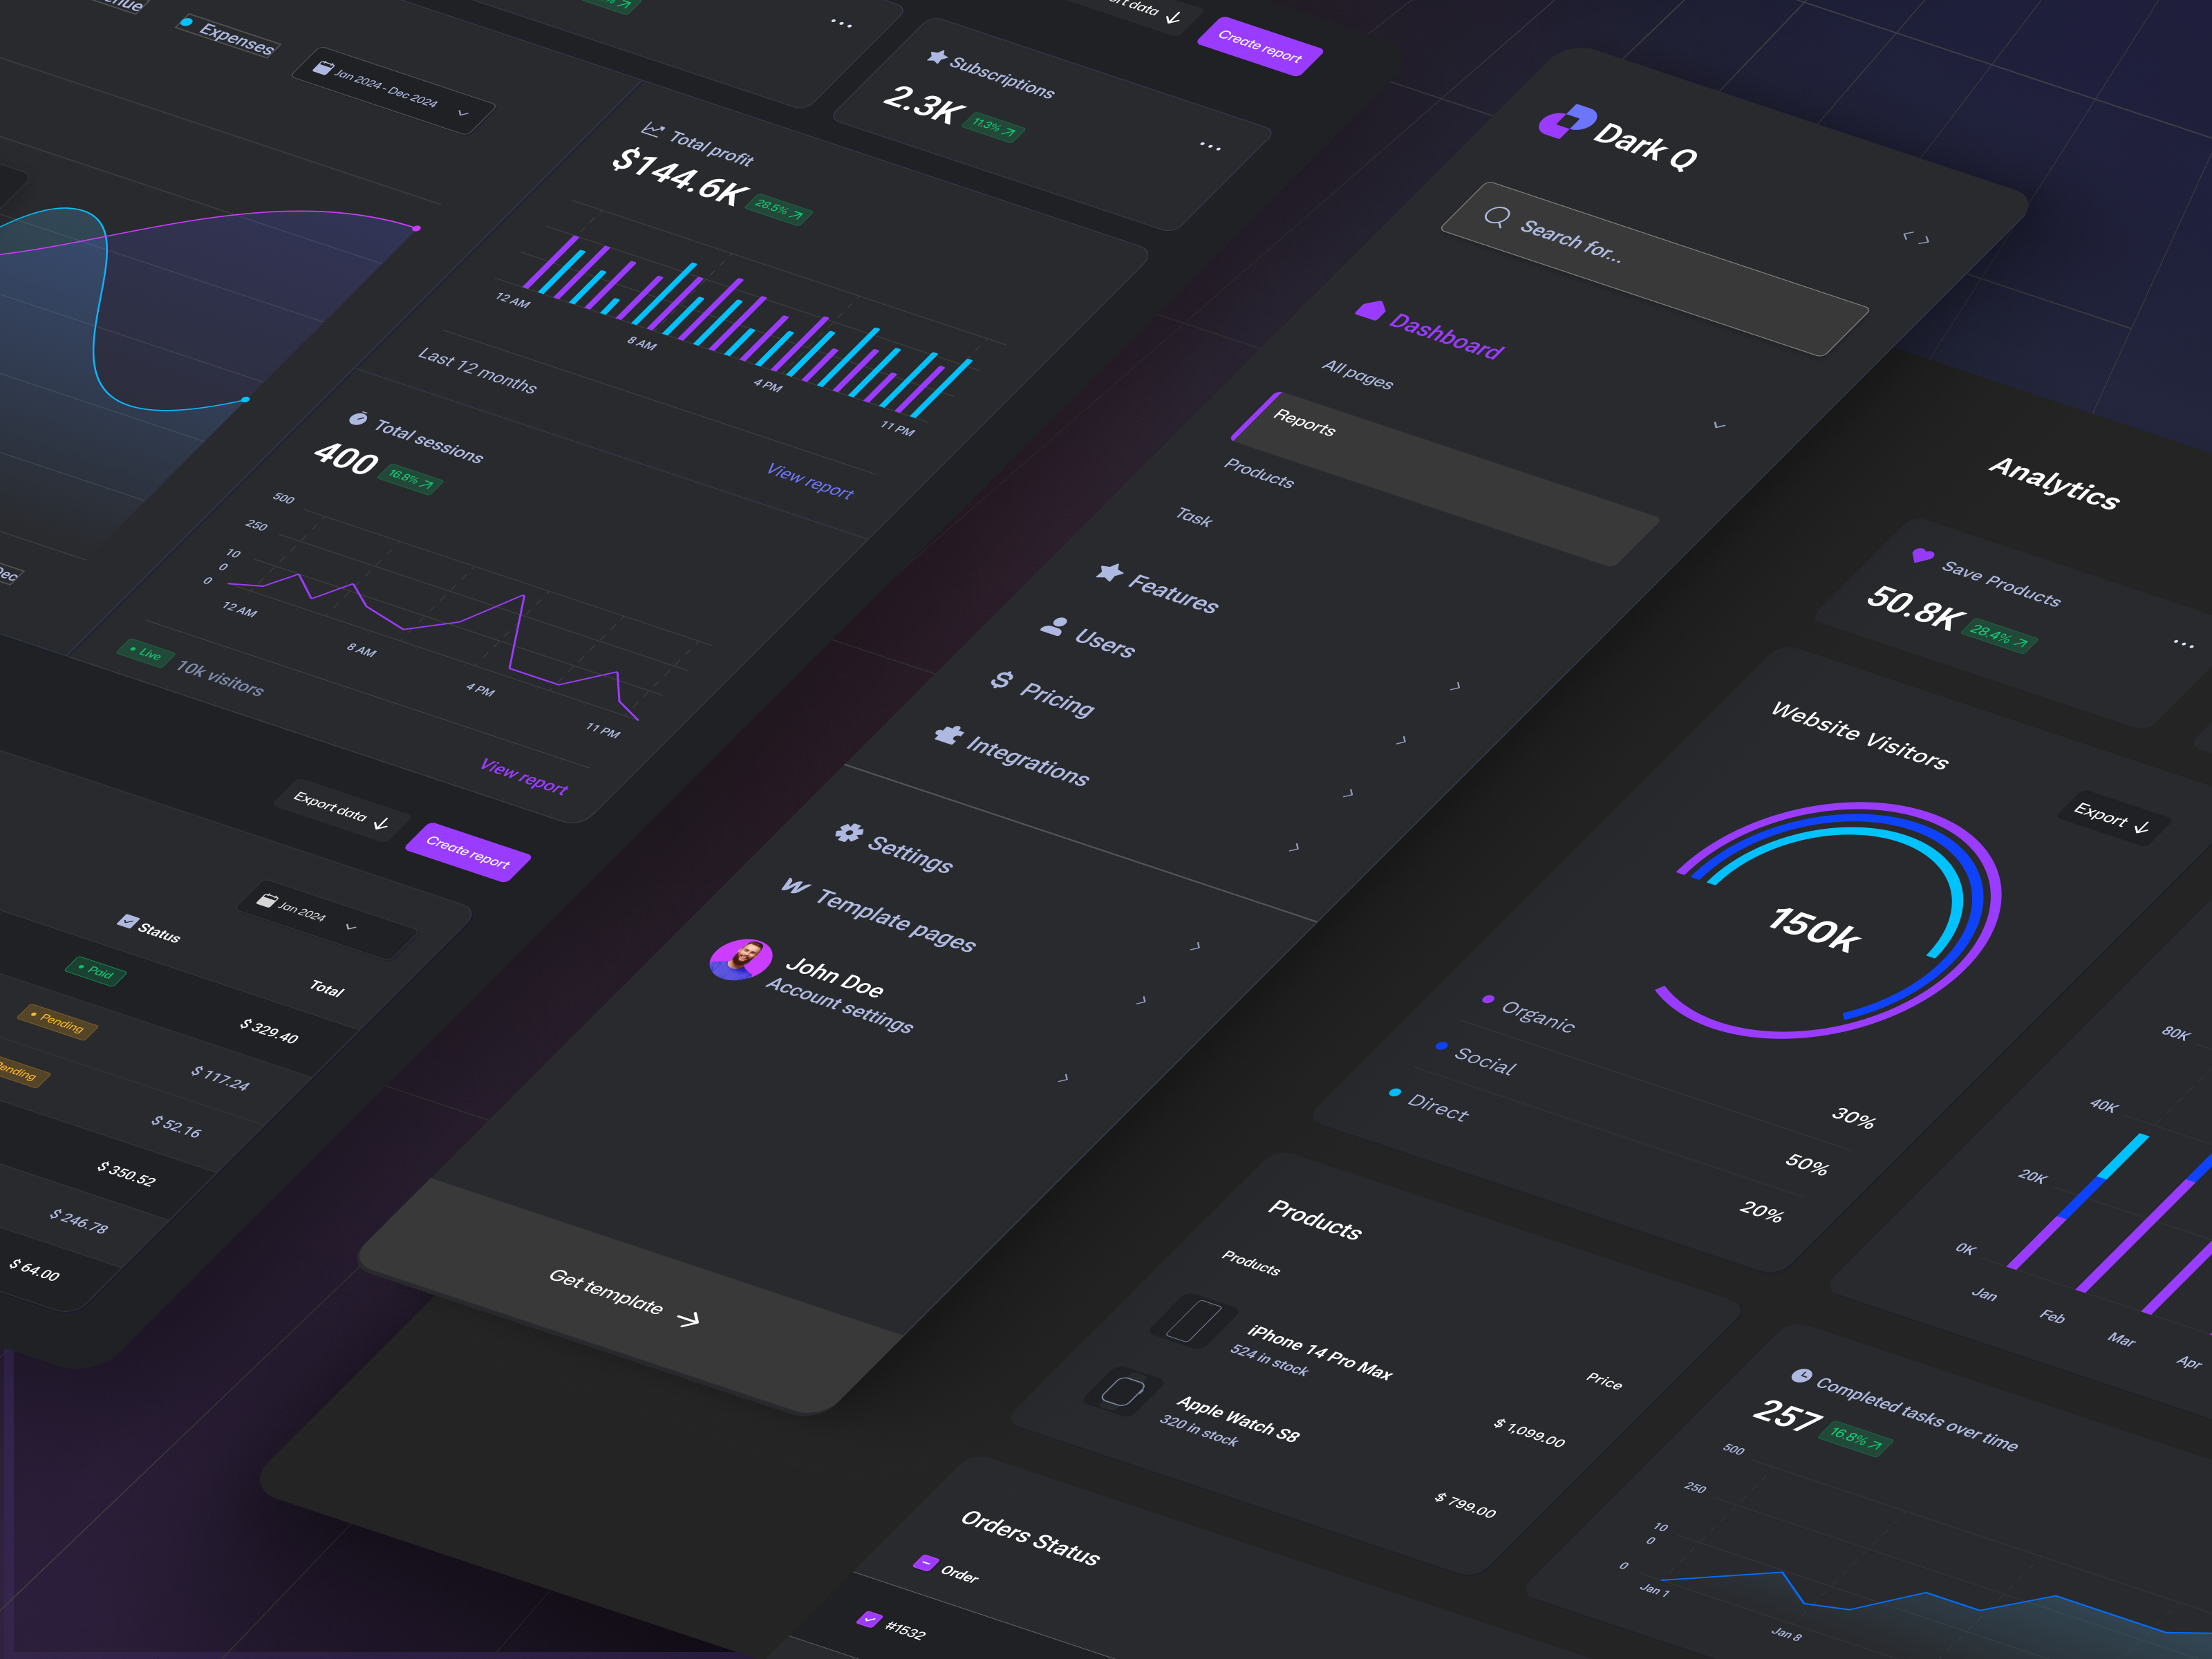 Expenses
Jan 2024 - Dec 2024
Total profit
$144.6K
28.5%
12 AM
8 AM
4 PM
11 PM
Last 12 months
View report
Total sessions
400
16.8%
500
250
10
0
0
12 AM
8 AM
4 PM
11 PM
Live
10k visitors
View report
Subscriptions
2.3K
11.3%
Create report
Export data
Create report
Jan 2024
Status
Total
Paid
$ 329.40
Pending
$ 117.24
$ 52.16
$ 350.52
$ 246.78
$ 64.00
Dark Q
Search for...
Dashboard
All pages
Reports
Products
Task
Features
Users
Pricing
Integrations
Settings
Template pages
John Doe
Account settings
Get template
Analytics
Save Products
50.8K
28.4%
Website Visitors
Export
150k
Organic
30%
Social
50%
Direct
20%
80K
40K
20K
0K
Jan
Feb
Mar
Apr
Products
Products
Price
iPhone 14 Pro Max
524 in stock
$ 1,099.00
Apple Watch S8
320 in stock
$ 799.00
Completed tasks over time
257
16.8%
500
250
10
0
0
Jan 1
Jan 8
Orders Status
Order
#1532